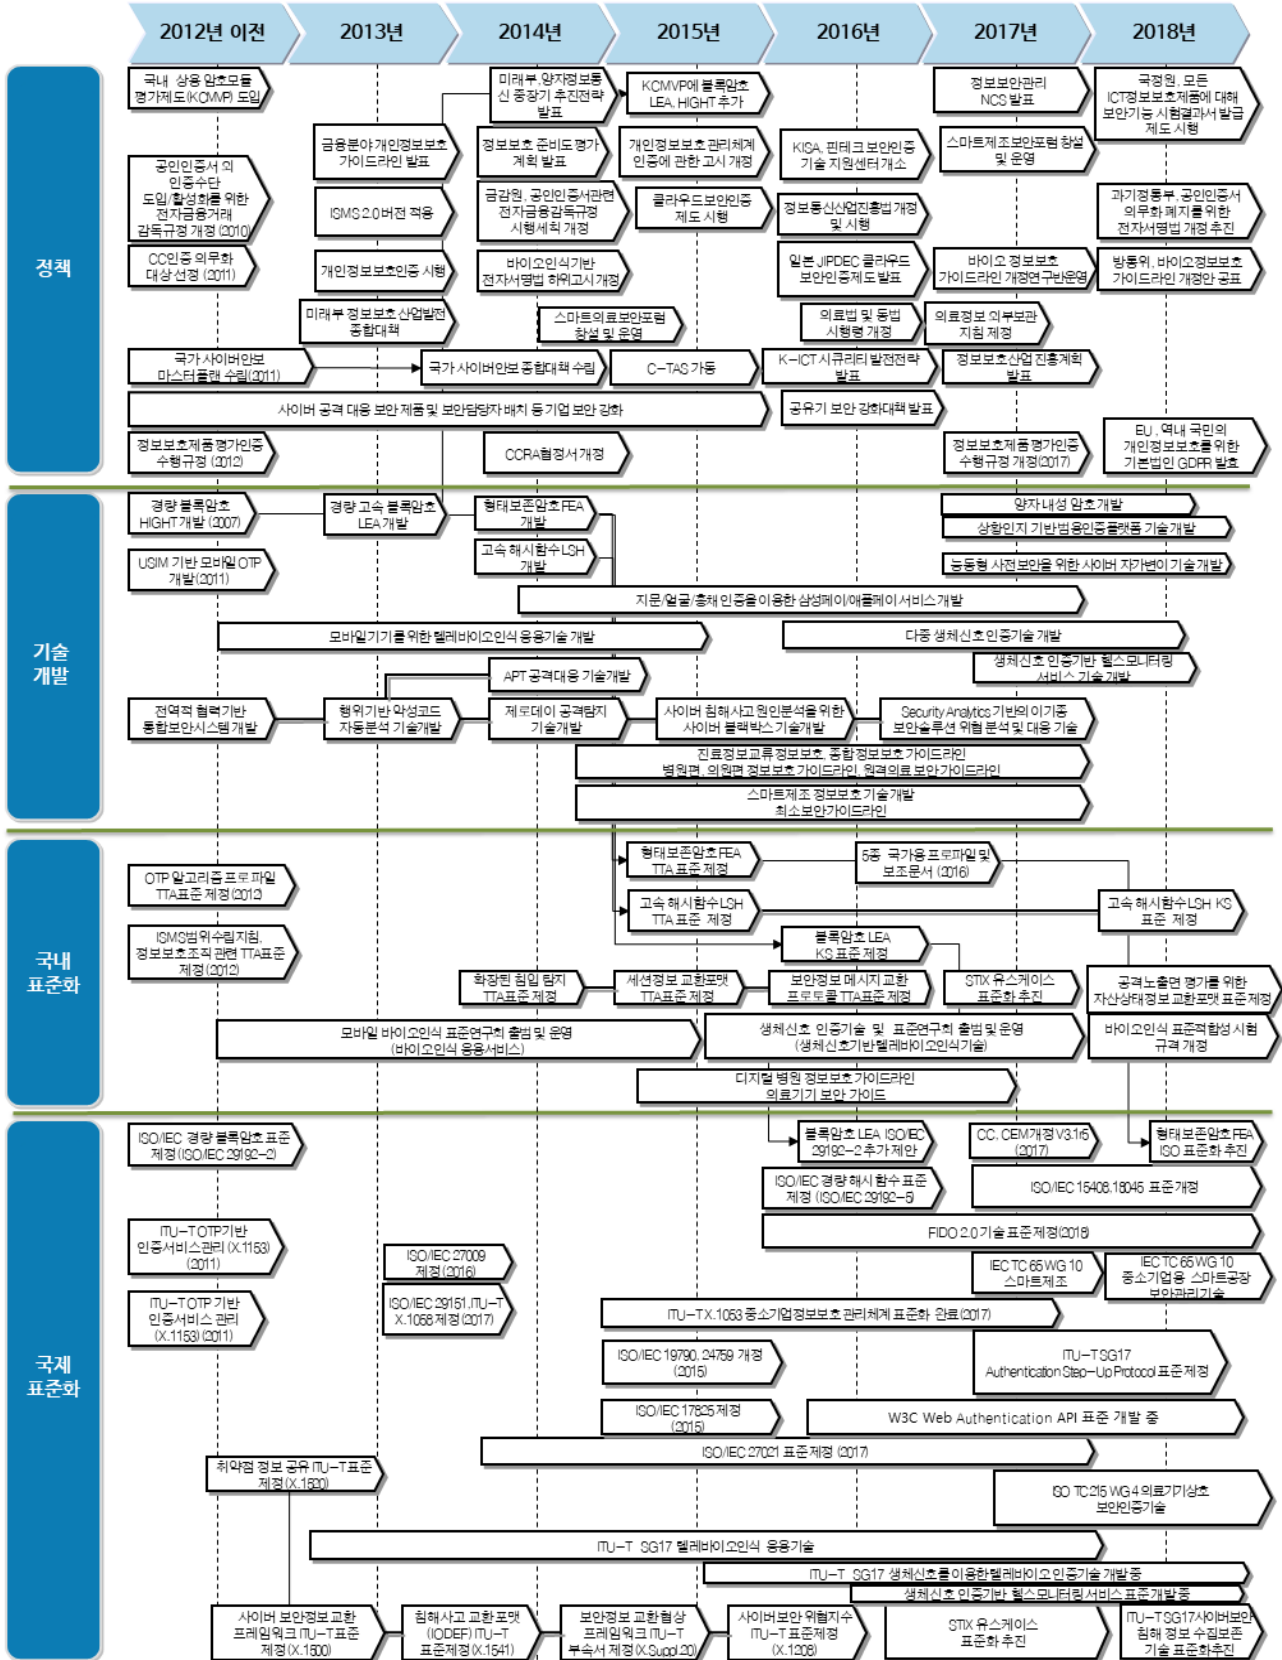 2012년 이전
2013년
2014년
2015년
2016년
2017년
2018년
정책
국내 상용 암호모듈
평가제도(KCMVP) 도입
미래부, 양자정보통
신 중장기 추진전략
발표
KCMVP에 블록암호
LEA, HIGHT 추가
정보보안관리
NCS 발표
국정원, 모든
ICT정보보호제품에 대해
보안기능 시험결과서 발급
제도 시행
금융분야 개인정보보호
가이드라인 발표
정보보호 준비도 평가
계획 발표
개인정보보호 관리체계
인증에 관한 고시 개정
KISA, 핀테크 보안인증
기술 지원센터 개소
스마트제조보안포럼 창설
및 운영
공인인증서 외
인증수단
도입/활성화를 위한
전자금융거래
감독규정 개정 (2010)
ISMS 2.0 버전 적용
금감원, 공인인증서관련
전자금융감독규정
시행세칙 개정
클라우드보안인증
제도 시행
정보통신산업진흥법 개정
및 시행
과기정통부, 공인인증서
의무화 폐지를 위한
전자서명법 개정 추진
CC인증 의무화
대상 선정 (2011)
개인정보보호인증 시행
바이오인식기반
전자서명법 하위고시 개정
일본 JIPDEC 클라우드
보안인증제도 발표
바이오 정보보호
가이드라인 개정연구반운영
방통위, 바이오정보보호
가이드라인 개정안 공표
미래부 정보보호 산업발전
종합대책
스마트의료보안포럼
창설 및 운영
의료법 및 동법
시행령 개정
의료정보 외부보관
지침 제정
국가 사이버안보
마스터플랜 수립(2011)
국가 사이버안보 종합대책 수립
C-TAS 가동
K-ICT 시큐리티 발전전략
발표
정보보호산업 진흥계획
발표
사이버 공격 대응 보안 제품 및 보안담당자 배치 등 기업 보안 강화
공유기 보안 강화대책 발표
정보보호제품 평가인증
수행규정 (2012)
CCRA협정서 개정
정보보호제품 평가인증
수행규정 개정(2017)
EU, 역내 국민의
개인정보보호를 위한
기본법인 GDPR 발효
기술
개발
경량 블록암호
HIGHT 개발 (2007)
경량 고속 블록암호
LEA 개발
형태보존암호 FEA
개발
양자 내성 암호 개발
상황인지 기반 범용인증플랫폼 기술개발
USIM 기반 모바일 OTP
개발 (2011)
고속 해시함수 LSH
개발
능동형 사전보안을 위한 사이버 자가변이 기술개발
지문/얼굴/홍채 인증을 이용한 삼성페이/애플페이 서비스개발
모바일기기를 위한 텔레바이오인식 응용기술 개발
다중 생체신호 인증기술 개발
생체신호 인증기반 헬스모니터링
서비스 기술 개발
APT 공격대응 기술개발
전역적 협력기반
통합보안시스템 개발
행위기반 악성코드
자동분석 기술개발
제로데이 공격탐지
기술개발
사이버 침해사고 원인분석을 위한
사이버 블랙박스 기술개발
Security Analytics 기반의 이기종
보안솔루션 위협 분석 및 대응 기술
진료정보교류 정보보호, 종합정보보호 가이드라인
병원편, 의원편 정보보호 가이드라인, 원격의료 보안 가이드라인
스마트제조 정보보호 기술개발
최소보안가이드라인
국내
표준화
형태보존암호 FEA
TTA 표준 제정
5종 국가용 프로파일 및
보조문서 (2016)
OTP 알고리즘 프로파일
TTA표준 제정(2012)
고속 해시함수 LSH
TTA 표준 제정
고속 해시함수 LSH KS
표준 제정
ISMS범위수립지침,
정보보호조직 관련 TTA표준
제정(2012)
블록암호 LEA
KS 표준 제정
확장된 침입 탐지
TTA표준 제정
세션정보 교환포맷
TTA표준 제정
보안정보 메시지 교환
프로토콜 TTA표준 제정
STIX 유스케이스
표준화 추진
공격노출면 평가를 위한
자산상태정보 교환포맷 표준제정
모바일 바이오인식 표준연구회 출범 및 운영
(바이오인식 응용서비스)
생체신호 인증기술 및 표준연구회 출범 및 운영
(생체신호기반 텔레바이오인식기술)
바이오인식 표준적합성 시험
규격 개정
디지털 병원 정보보호 가이드라인
의료기기 보안 가이드
국제
표준화
ISO/IEC 경량 블록암호 표준
제정(ISO/IEC 29192-2)
블록암호 LEA ISO/IEC
29192-2 추가 제안
CC, CEM개정 V3.1r5
(2017)
형태보존암호 FEA
ISO 표준화 추진
ISO/IEC 경량 해시 함수 표준
제정 (ISO/IEC 29192-5)
ISO/IEC 15408,18045 표준개정
FIDO 2.0 기술 표준 제정(2018)
ITU-T OTP기반
인증서비스관리 (X.1153)
(2011)
ISO/IEC 27009
제정(2016)
IEC TC 65 WG 10
스마트제조
IEC TC 65 WG 10
중소기업용 스마트공장
보안관리기술
ITU-T OTP 기반
인증서비스 관리
(X.1153) (2011)
ISO/IEC 29151, ITU-T
X.1058 제정(2017)
ITU-T X.1053 중소기업정보보호 관리체계 표준화 완료(2017)
ISO/IEC 19790, 24759 개정
(2015)
ITU-T SG17
Authentication Step-Up Protocol 표준 제정
ISO/IEC 17825 제정
(2015)
W3C Web Authentication API 표준 개발 중
ISO/IEC 27021 표준 제정 (2017)
취약점 정보 공유 ITU-T 표준
제정(X.1520)
ISO TC 215 WG 4 의료기기상호
보안인증기술
ITU-T SG17 텔레바이오인식 응용기술
ITU-T SG17 생체신호를 이용한 텔레바이오 인증기술 개발중
생체신호 인증기반 헬스모니터링 서비스 표준 개발 중
사이버 보안정보 교환
프레임워크 ITU-T 표준
제정(X.1500)
침해사고 교환포맷
(IODEF) ITU-T
표준제정(X.1541)
보안정보 교환 협상
프레임워크 ITU-T
부속서 제정(X.Suppl.20)
사이버보안 위협지수
ITU-T 표준제정
(X.1208)
STIX 유스케이스
표준화 추진
ITU-T SG17 사이버보안
침해 정보 수집보존
기술 표준화추진